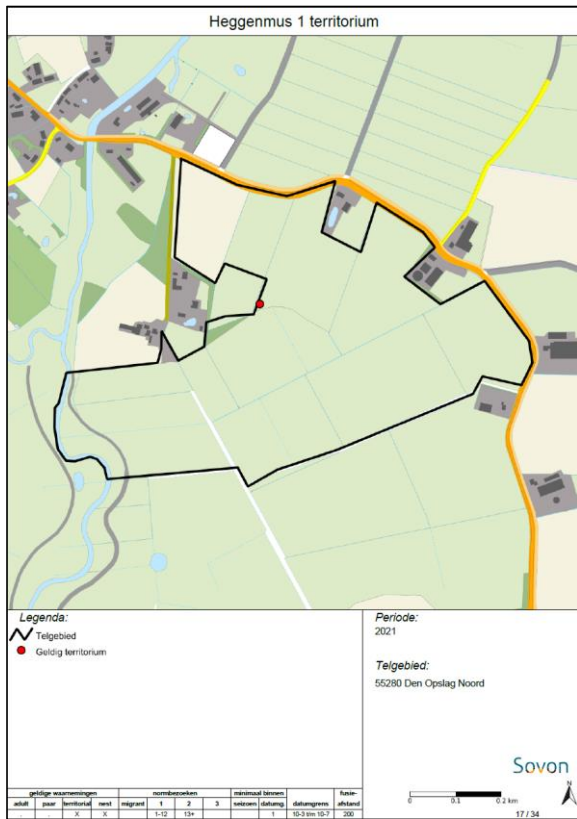 Heggenmus 1 territorium
Legenda:
Telgebied
Geldig territorium
Periode:
2021
Telgebied:
55280 Den Opslag Noord
Sovon
0 0.1 0.2 km
N
17 / 34
geldige waarnemingen normbezoeken minimaal binnen fusie-
adult paar territoriaal nest migrant 1 2 3 seizoen datumg. datumgrens afstand
. . X X 1-12 13+ 1 10-3 t/m 10-7 200